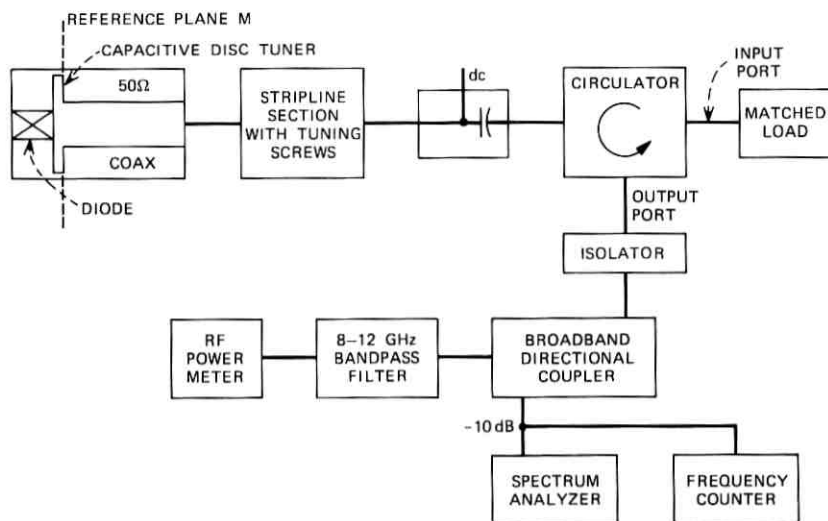 REFERENCE PLANE M
CAPACITIVE DISC TUNER
50Ω
COAX
DIODE
STRIPLINE
SECTION
WITH TUNING
SCREWS
dc
CIRCULATOR
INPUT
PORT
MATCHED
LOAD
OUTPUT
PORT
ISOLATOR
RF
POWER
METER
8–12 GHz
BANDPASS
FILTER
BROADBAND
DIRECTIONAL
COUPLER
-10 dB
SPECTRUM
ANALYZER
FREQUENCY
COUNTER